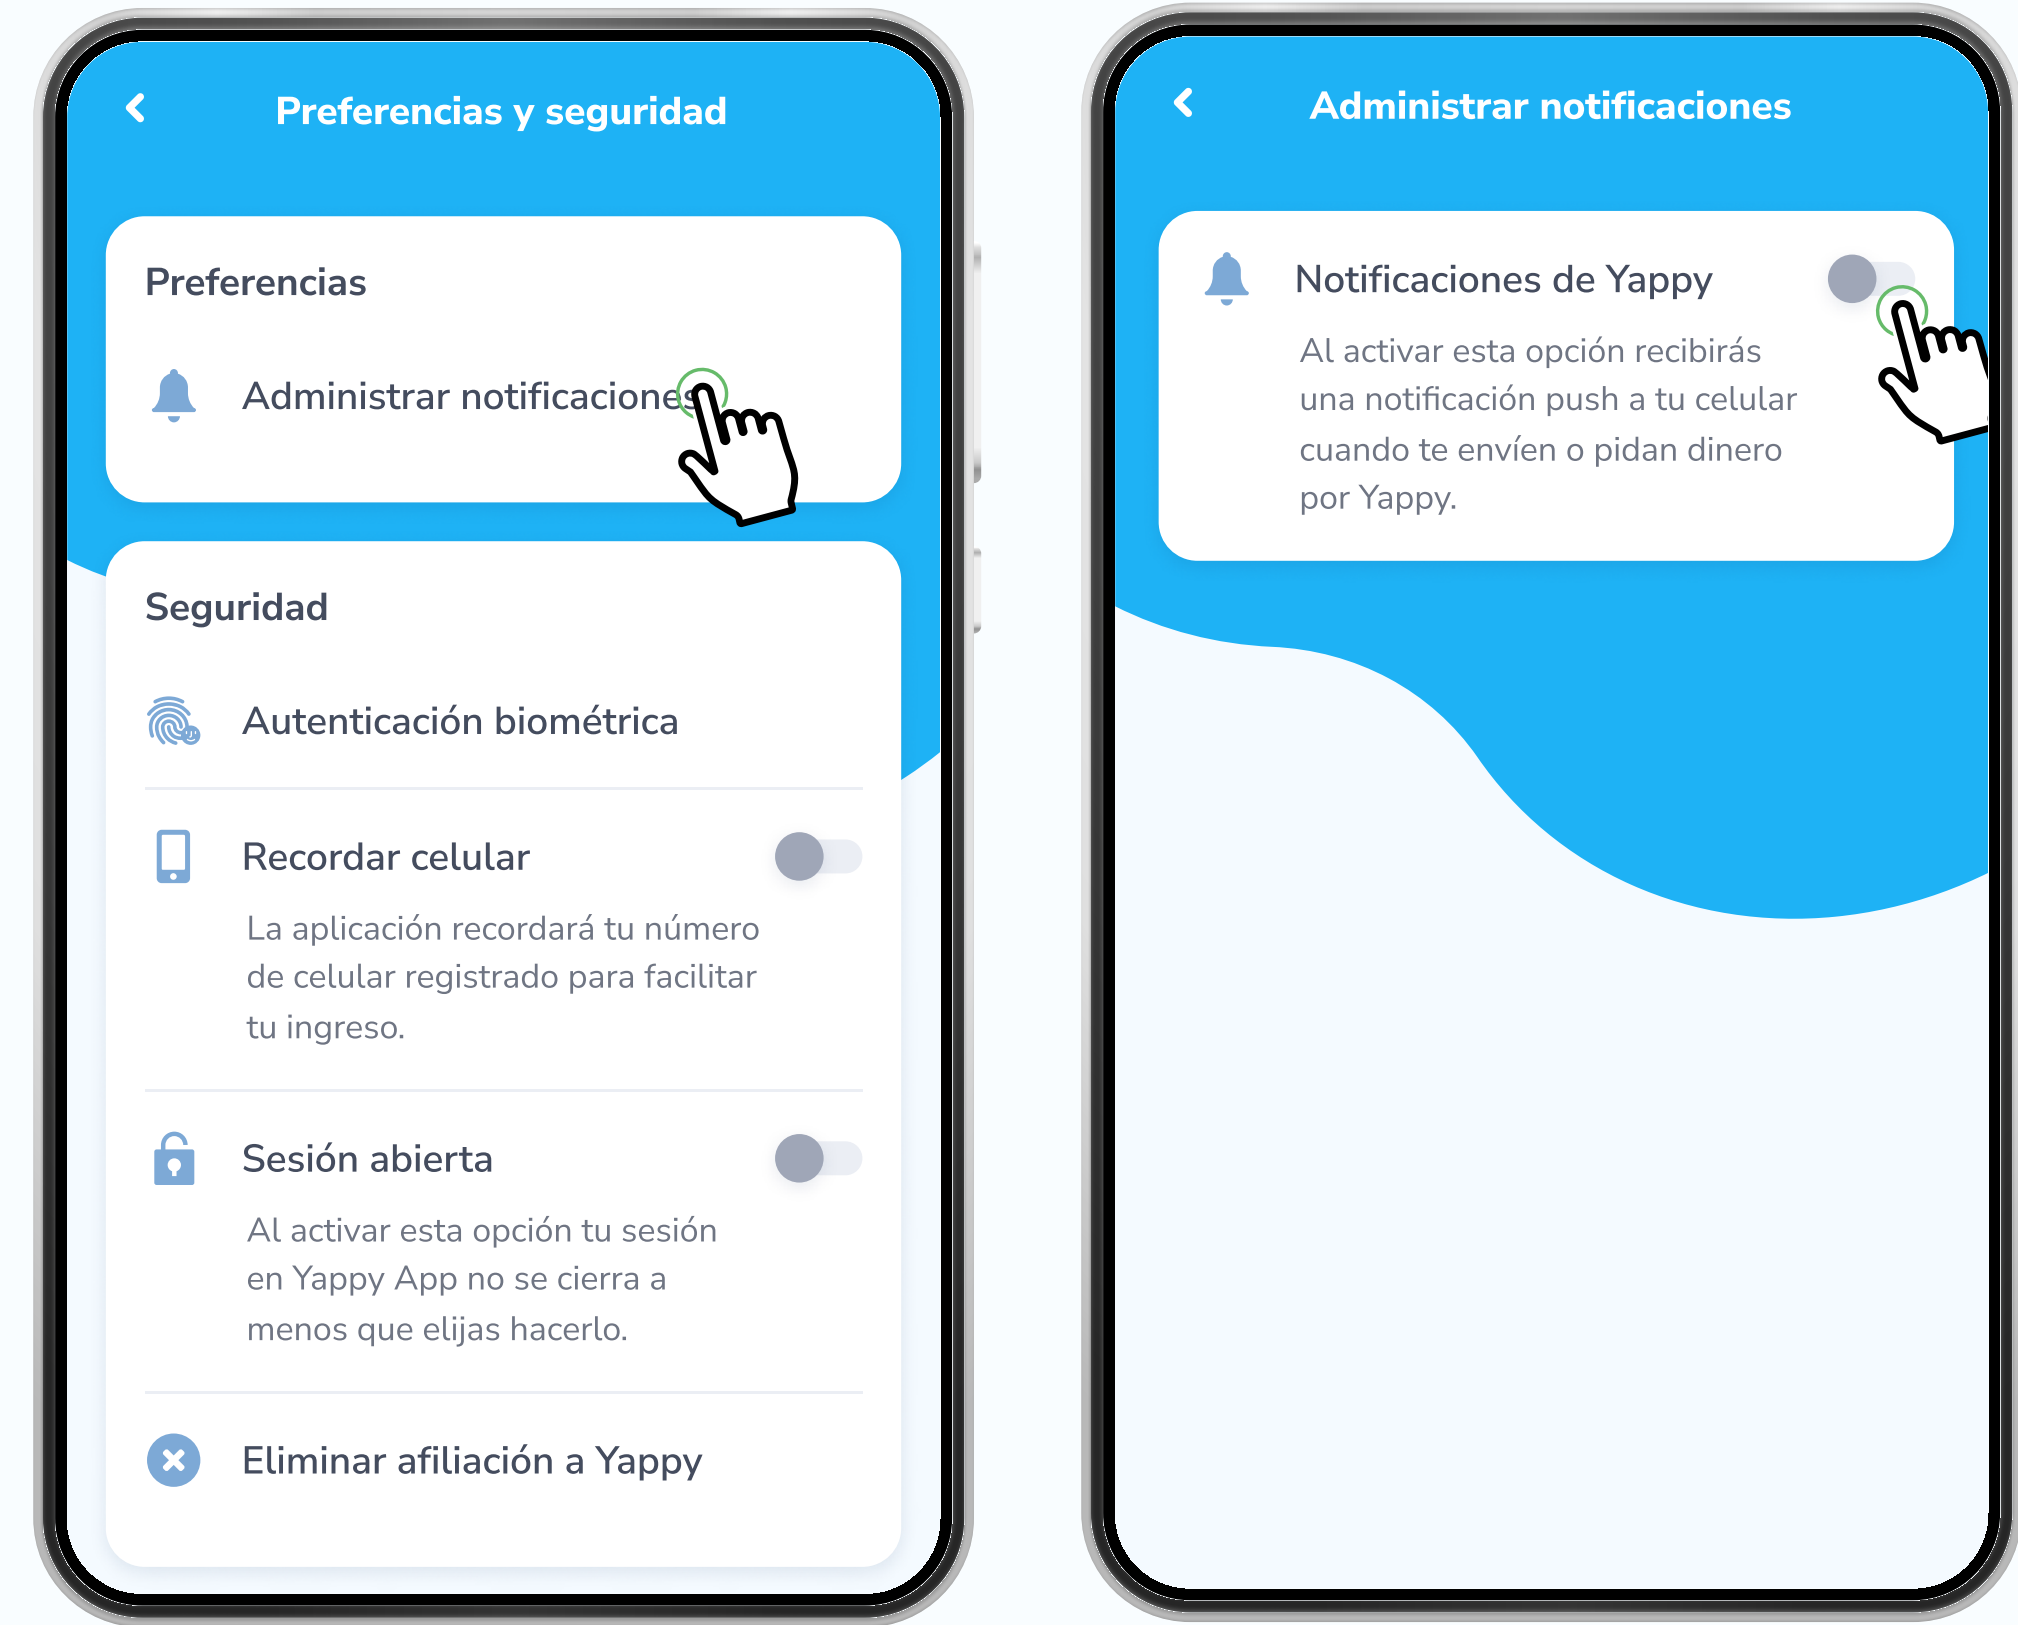 Preferencias y seguridad
Preferencias
Administrar notificaciones
Seguridad
Autenticación biométrica
Recordar celular
La aplicación recordará tu número
de celular registrado para facilitar
tu ingreso.
Sesión abierta
Al activar esta opción tu sesión
en Yappy App no se cierra a
menos que elijas hacerlo.
Eliminar afiliación a Yappy
Administrar notificaciones
Notificaciones de Yappy
Al activar esta opción recibirás
una notificación push a tu celular
cuando te envíen o pidan dinero
por Yappy.